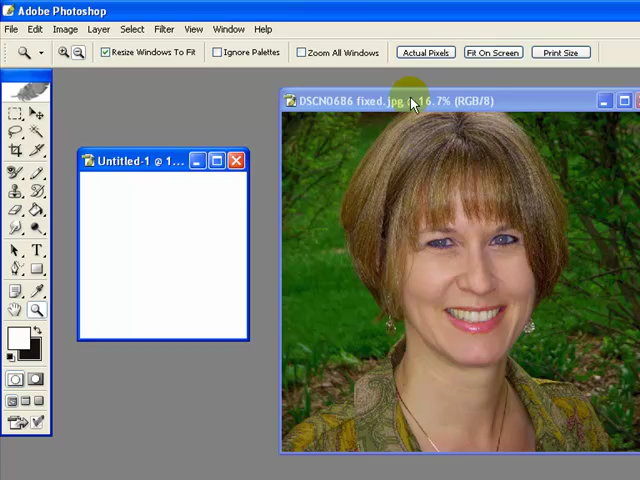 Adobe Photoshop
File Edit Image Layer Select Filter View Window Help
Resize Windows To Fit Ignore Palettes Zoom All Windows Actual Pixels Fit On Screen Print Size
DSCN0686 fixed.jpg @ 16.7% (RGB/8)
Untitled-1 @ 1...
T